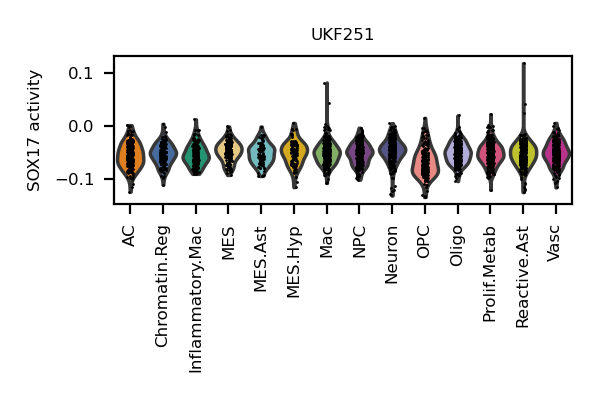 UKF251
SOX17 activity
0.1
0.0
−0.1
AC
Chromatin.Reg
Inflammatory.Mac
MES
MES.Ast
MES.Hyp
Mac
NPC
Neuron
OPC
Oligo
Prolif.Metab
Reactive.Ast
Vasc